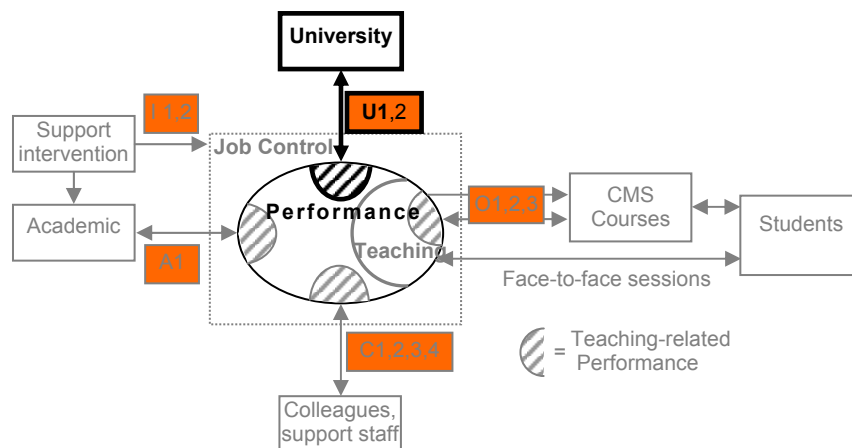 University
I 1,2
U1,2
Support
intervention
Job Control
Performance
CMS
Courses
O1,2,3
Academic
Students
Teaching
A1
Face-to-face sessions
C1,2,3,4
= Teaching-related
Performance
Colleagues,
support staff